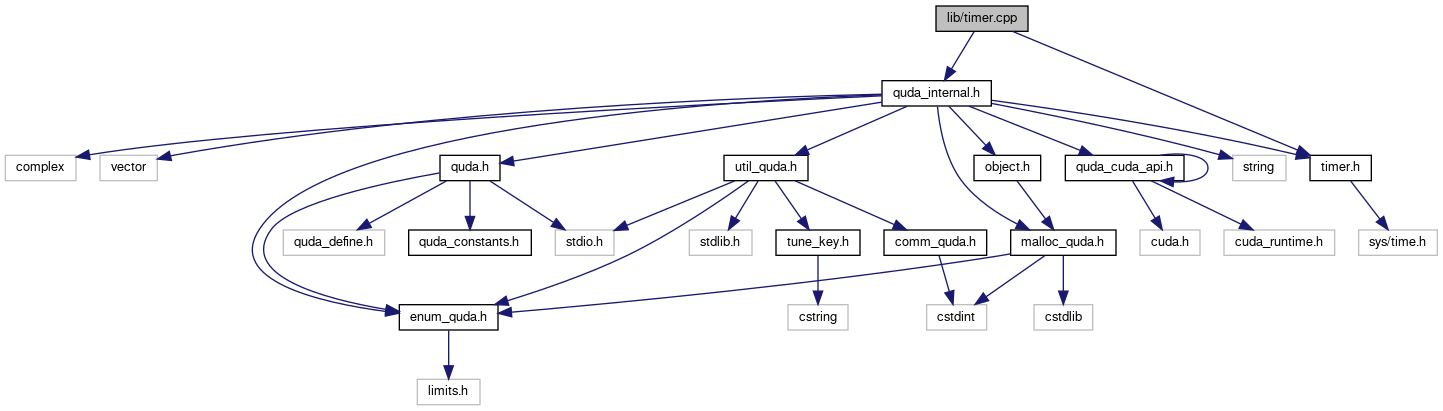 lib/timer.cpp
quda_internal.h
complex
vector
quda.h
util_quda.h
object.h
quda_cuda_api.h
string
timer.h
quda_define.h
quda_constants.h
stdio.h
stdlib.h
tune_key.h
comm_quda.h
malloc_quda.h
cuda.h
cuda_runtime.h
sys/time.h
enum_quda.h
cstring
cstdint
cstdlib
limits.h